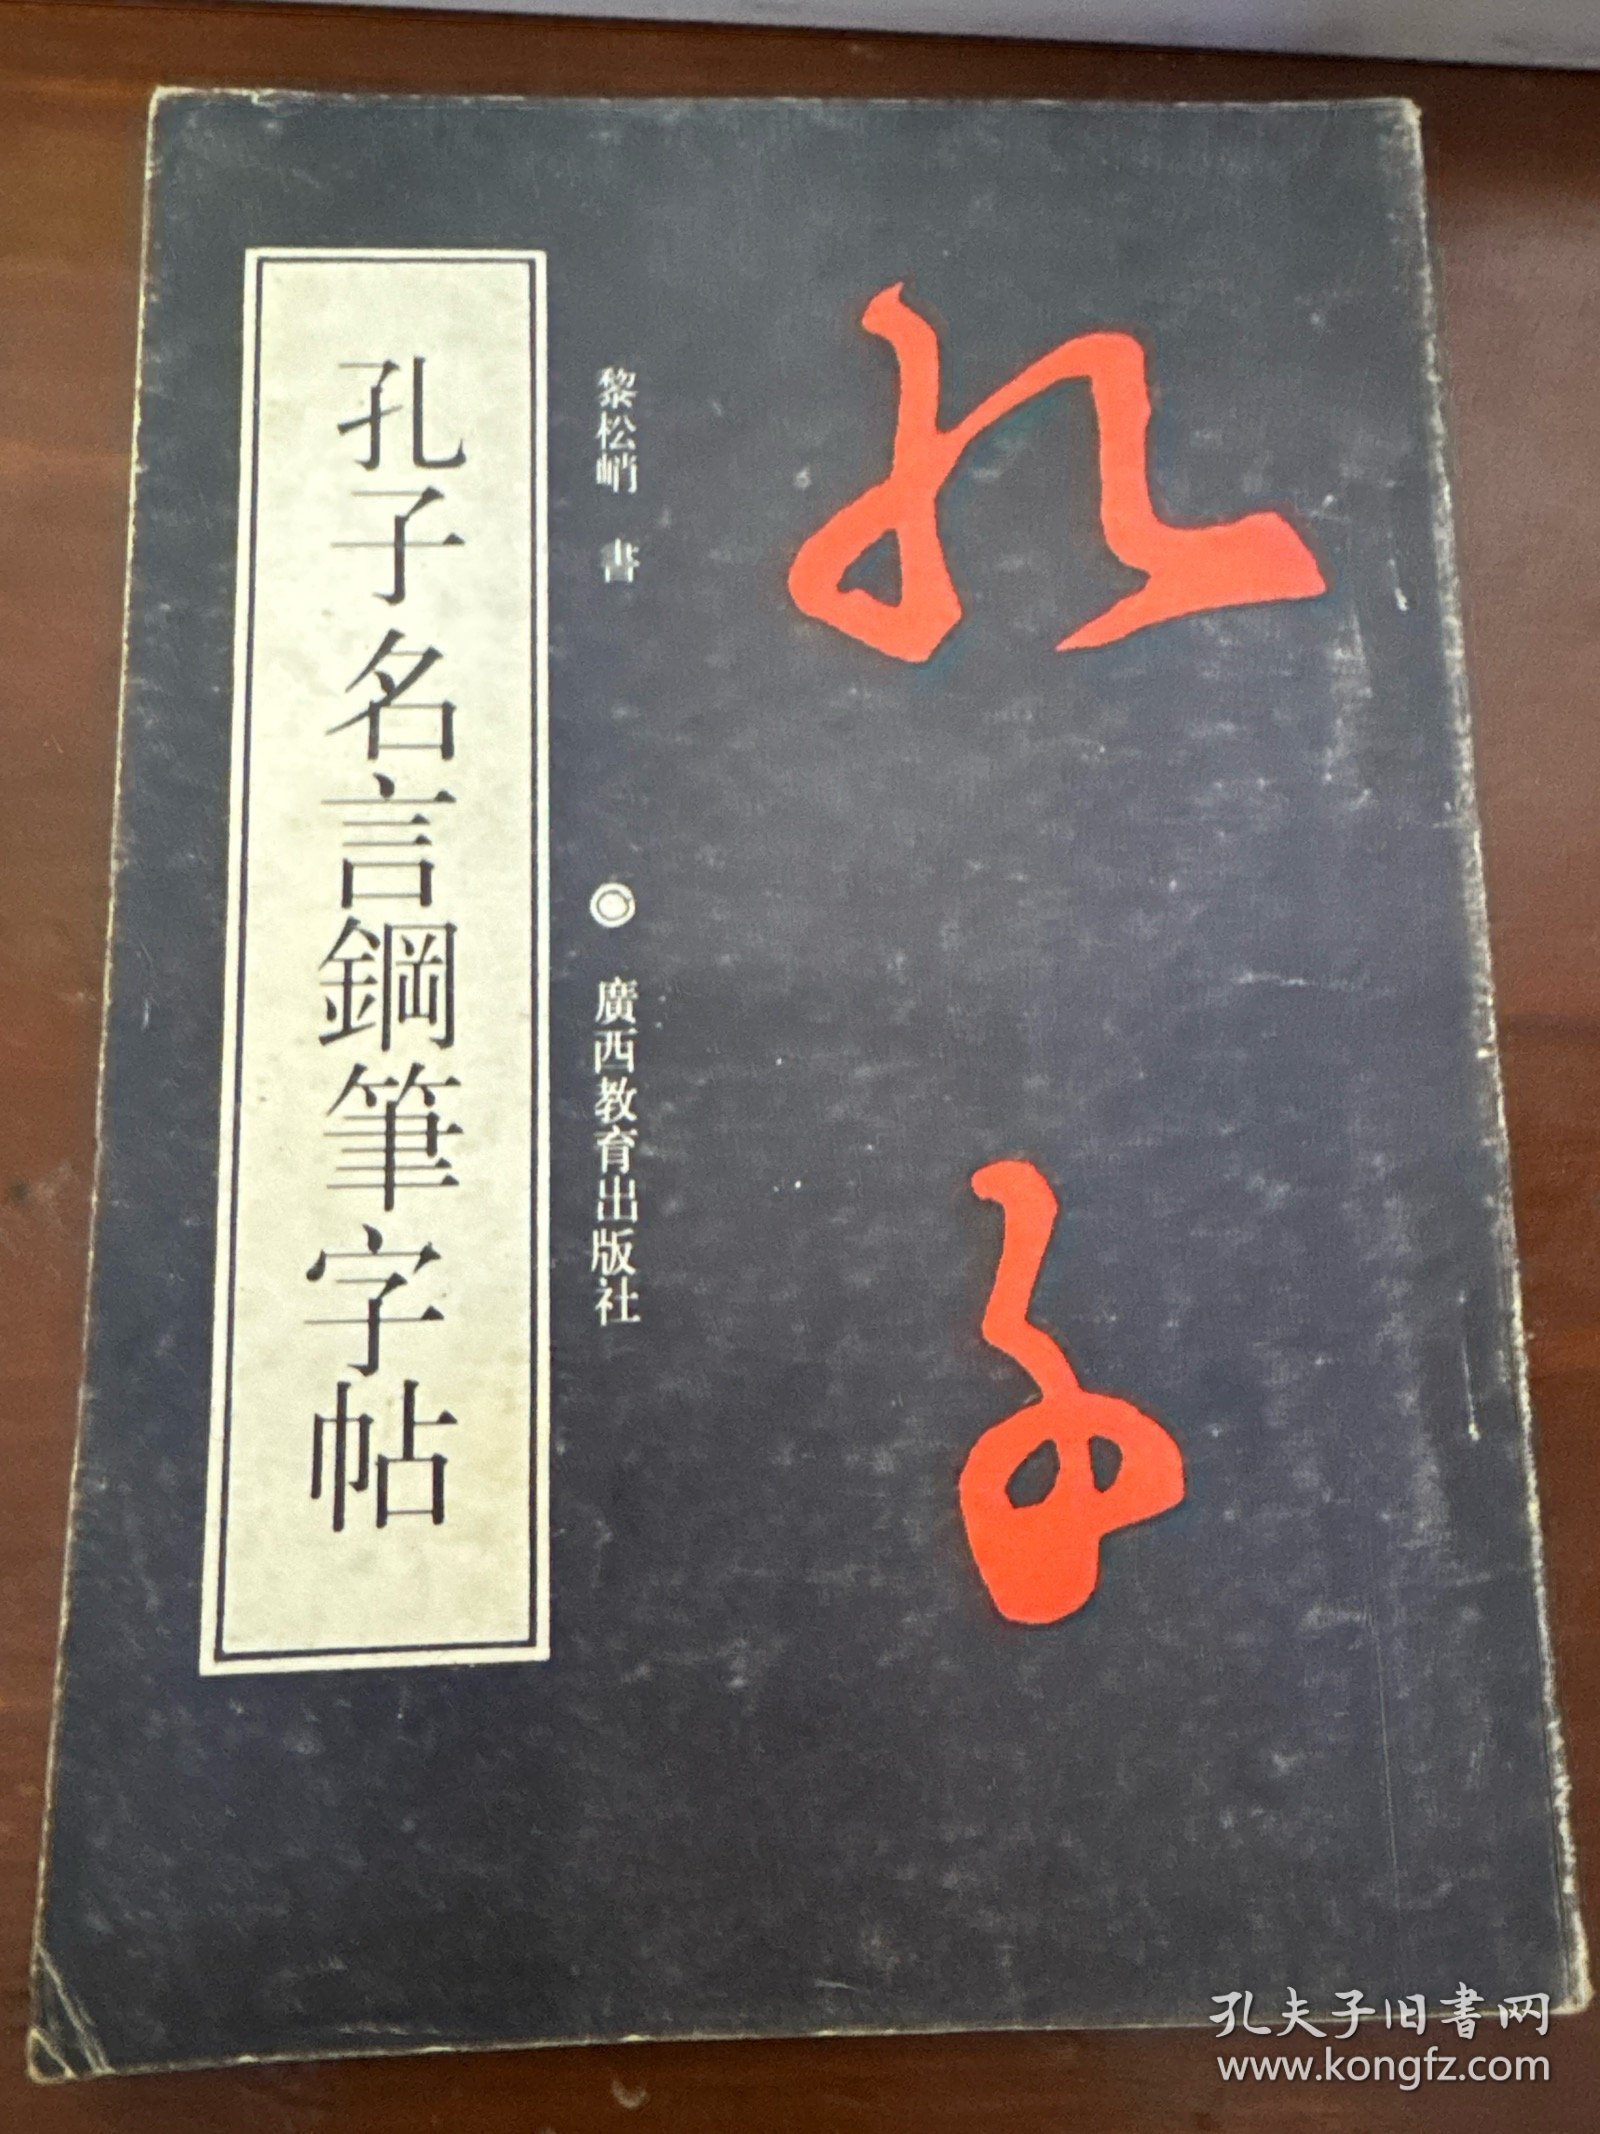 孔子
黎松峭 書
廣西教育出版社
孔子名言鋼筆字帖
孔夫子旧書网
www.kongfz.com